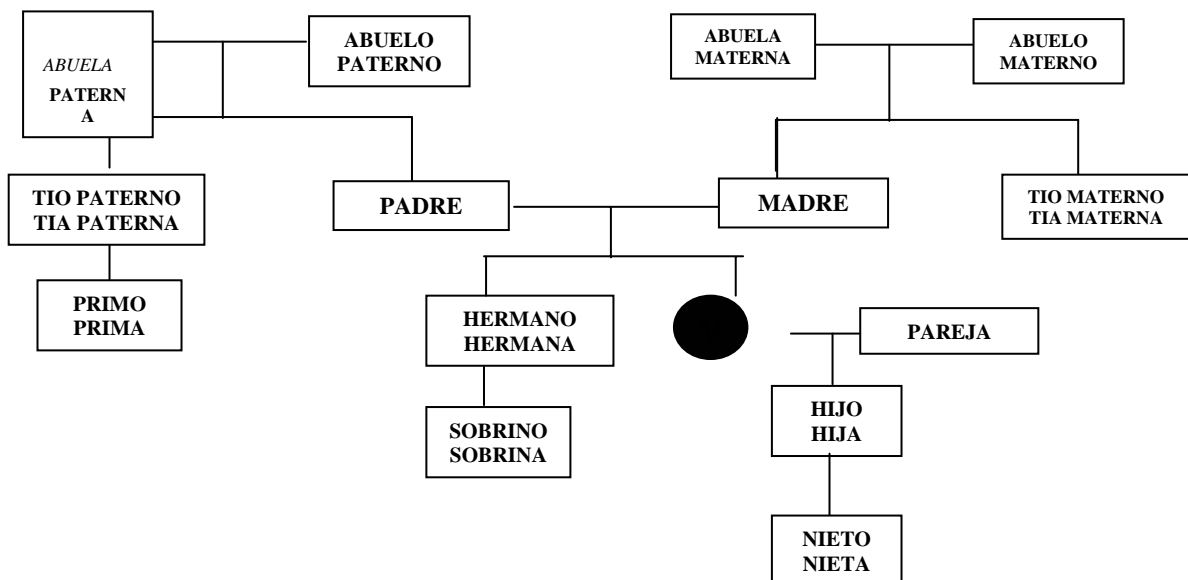 ABUELA
PATERN
A
ABUELO
PATERNO
ABUELA
MATERNA
ABUELO
MATERNO
TIO PATERNO
TIA PATERNA
PADRE
MADRE
TIO MATERNO
TIA MATERNA
PRIMO
PRIMA
HERMANO
HERMANA
PAREJA
SOBRINO
SOBRINA
HIJO
HIJA
NIETO
NIETA